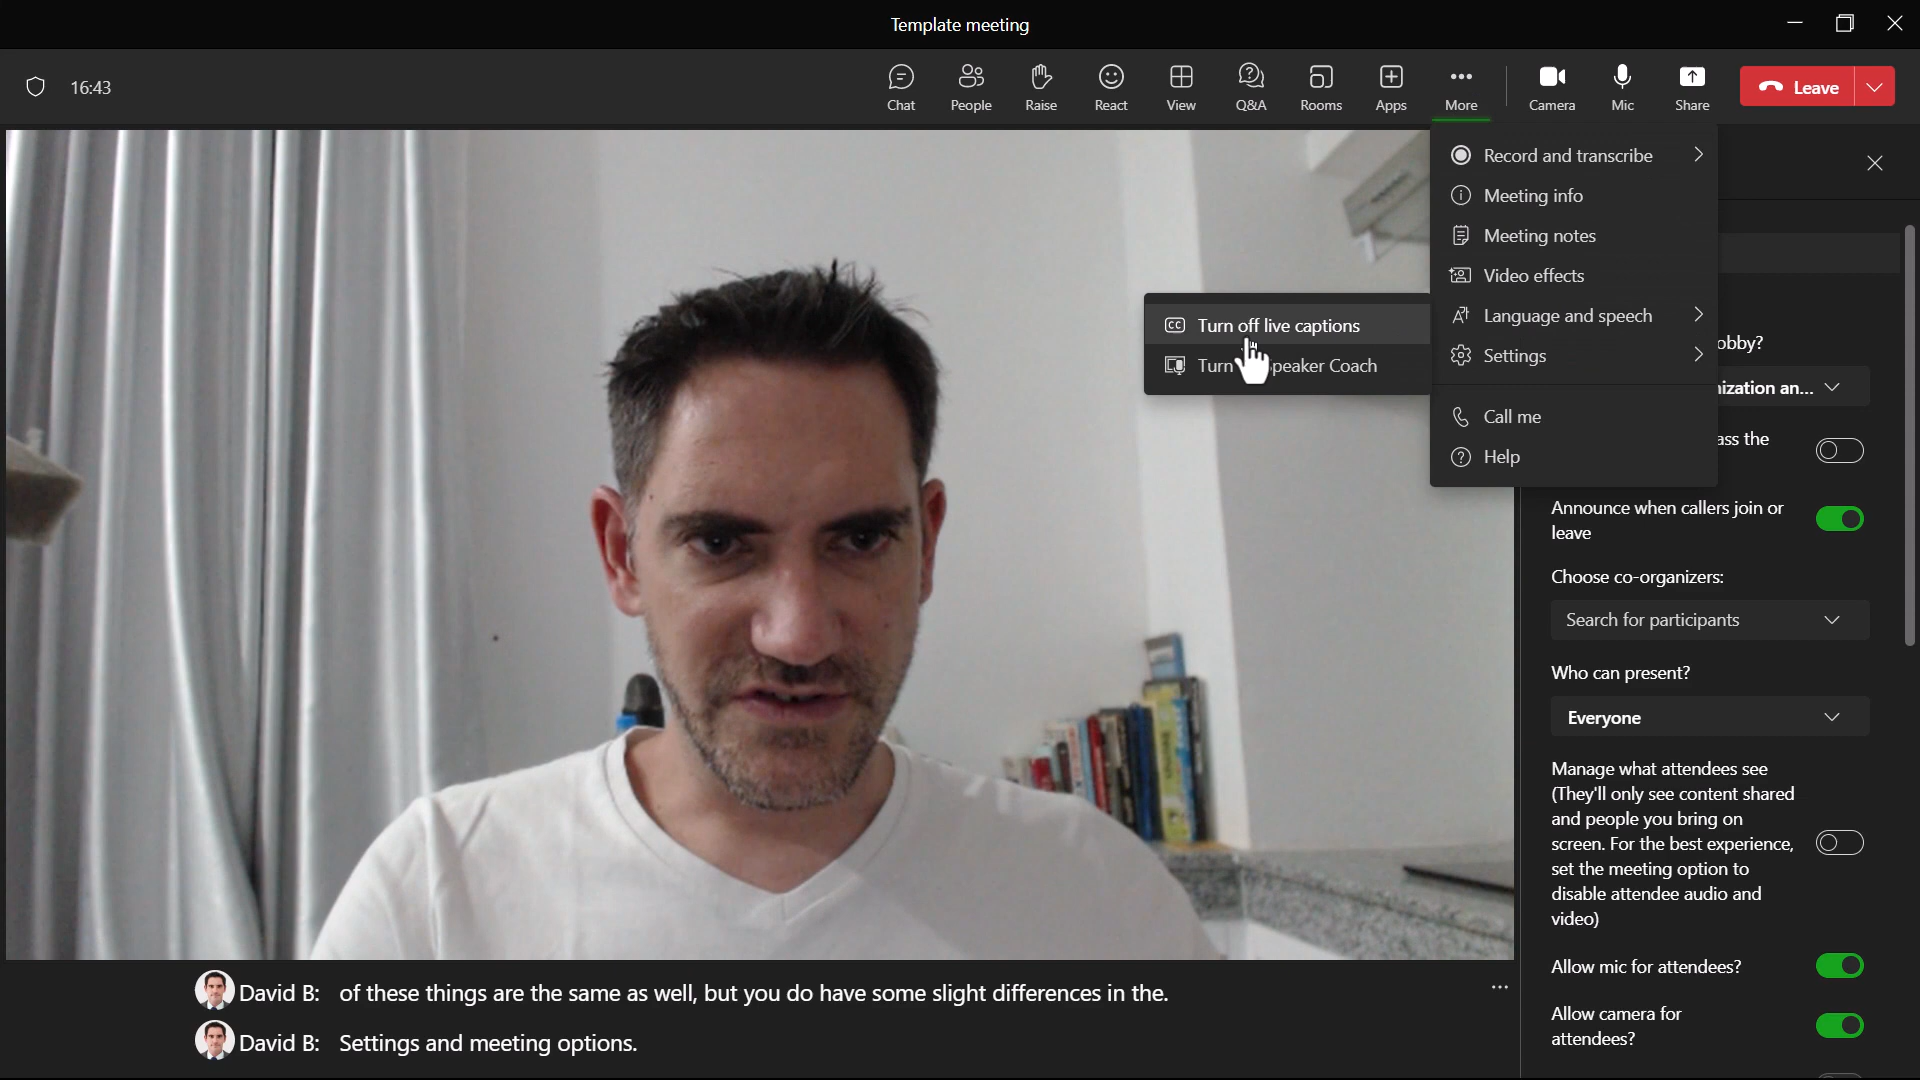 Template meeting
16:43
Chat
People
Raise
React
View
Q&A
Rooms
Apps
More
Camera
Mic
Share
Leave
Record and transcribe
Meeting info
Meeting notes
Video effects
Language and speech
Settings
Call me
Help
CC Turn off live captions
Turn peaker Coach
obby?
ization an...
ass the
Announce when callers join or
leave
Choose co-organizers:
Search for participants
Who can present?
Everyone
Manage what attendees see
(They'll only see content shared
and people you bring on
screen. For the best experience,
set the meeting option to
disable attendee audio and
video)
Allow mic for attendees?
Allow camera for
attendees?
David B: of these things are the same as well, but you do have some slight differences in the.
David B: Settings and meeting options.